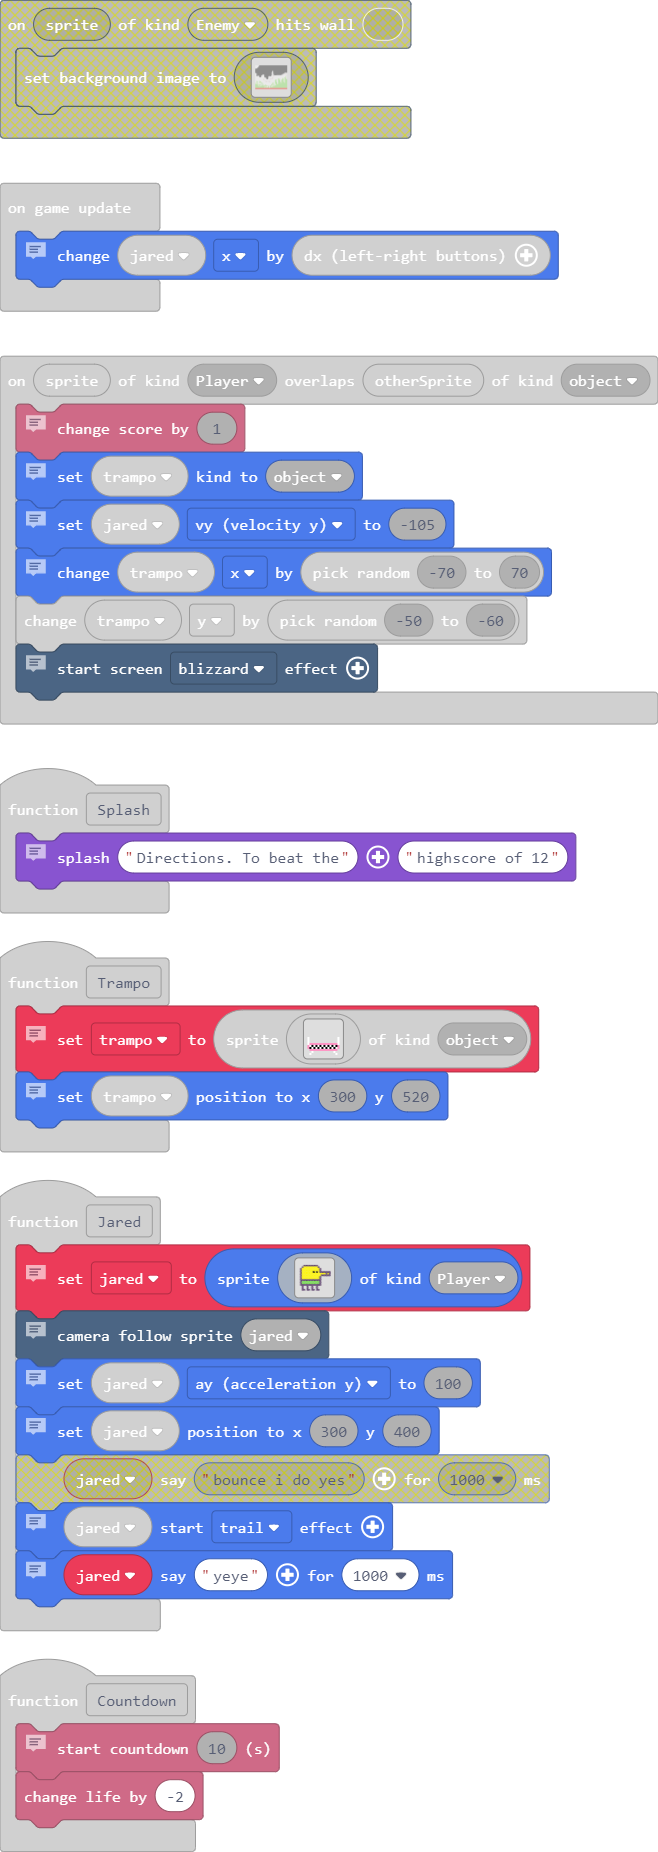 on sprite of kind Enemy hits wall
set background image to
on game update
change jared x by dx (left-right buttons)
on sprite of kind Player overlaps otherSprite of kind object
change score by 1
set trampo kind to object
set jared vy (velocity y) to -105
change trampo x by pick random -70 to 70
change trampo y by pick random -50 to -60
start screen blizzard effect
function Splash
splash "Directions. To beat the" "highscore of 12"
function Trampo
set trampo to sprite of kind object
set trampo position to x 300 y 520
function Jared
set jared to sprite of kind Player
camera follow sprite jared
set jared ay (acceleration y) to 100
set jared position to x 300 y 400
jared say "bounce i do yes" for 1000 ms
jared start trail effect
jared say "yeye" for 1000 ms
function Countdown
start countdown 10 (s)
change life by -2